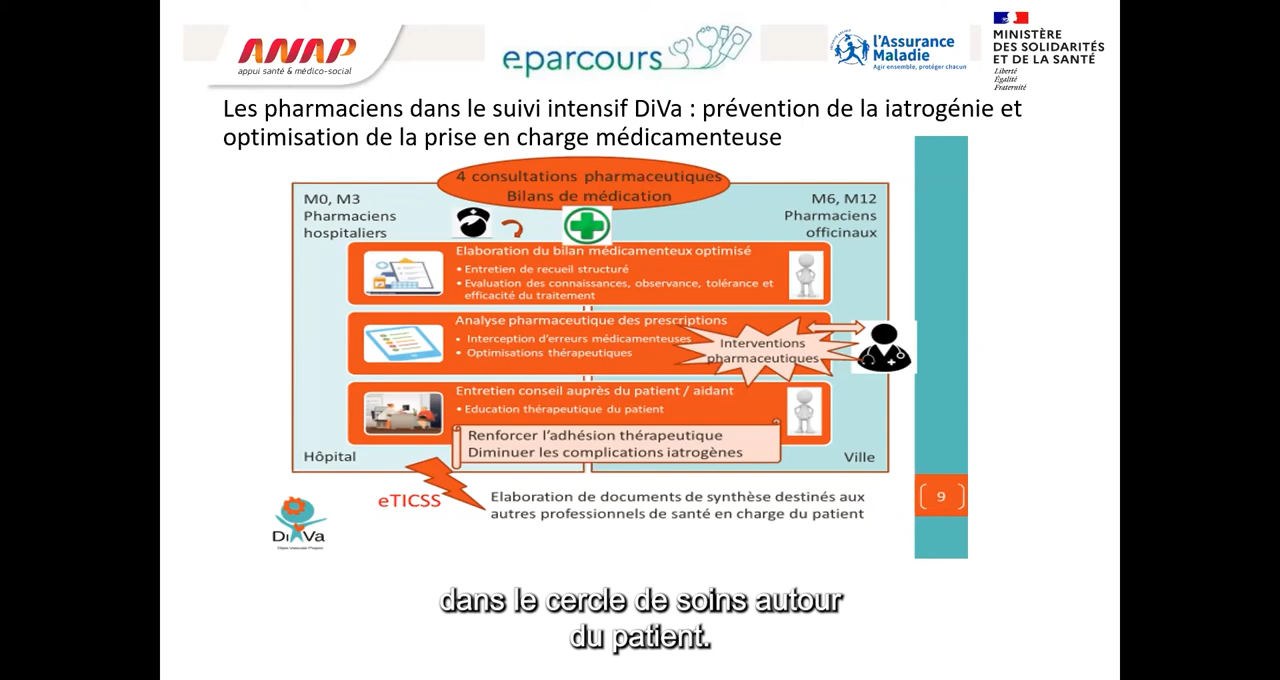 ANAP
appui santé & médico-social
eparcours
l'Assurance
Maladie
Agir ensemble, protéger chacun
MINISTÈRE
DES SOLIDARITÉS
ET DE LA SANTÉ
Liberté
Égalité
Fraternité
Les pharmaciens dans le suivi intensif DiVa : prévention de la iatrogénie et
optimisation de la prise en charge médicamenteuse
4 consultations pharmaceutiques
Bilans de médication
M0, M3
Pharmaciens
hospitaliers
M6, M12
Pharmaciens
officinaux
Elaboration du bilan médicamenteux optimisé
• Entretien de recueil structuré
• Evaluation des connaissances, observance, tolérance et
efficacité du traitement
Analyse pharmaceutique des prescriptions
• Interception d'erreurs médicamenteuses
• Optimisations thérapeutiques
Interventions
pharmaceutiques
Entretien conseil auprès du patient / aidant
• Education thérapeutique du patient
Renforcer l'adhésion thérapeutique
Diminuer les complications iatrogènes
Hôpital
Ville
eTICSS
Elaboration de documents de synthèse destinés aux
autres professionnels de santé en charge du patient
9
DiVa
dans le cercle de soins autour
du patient.